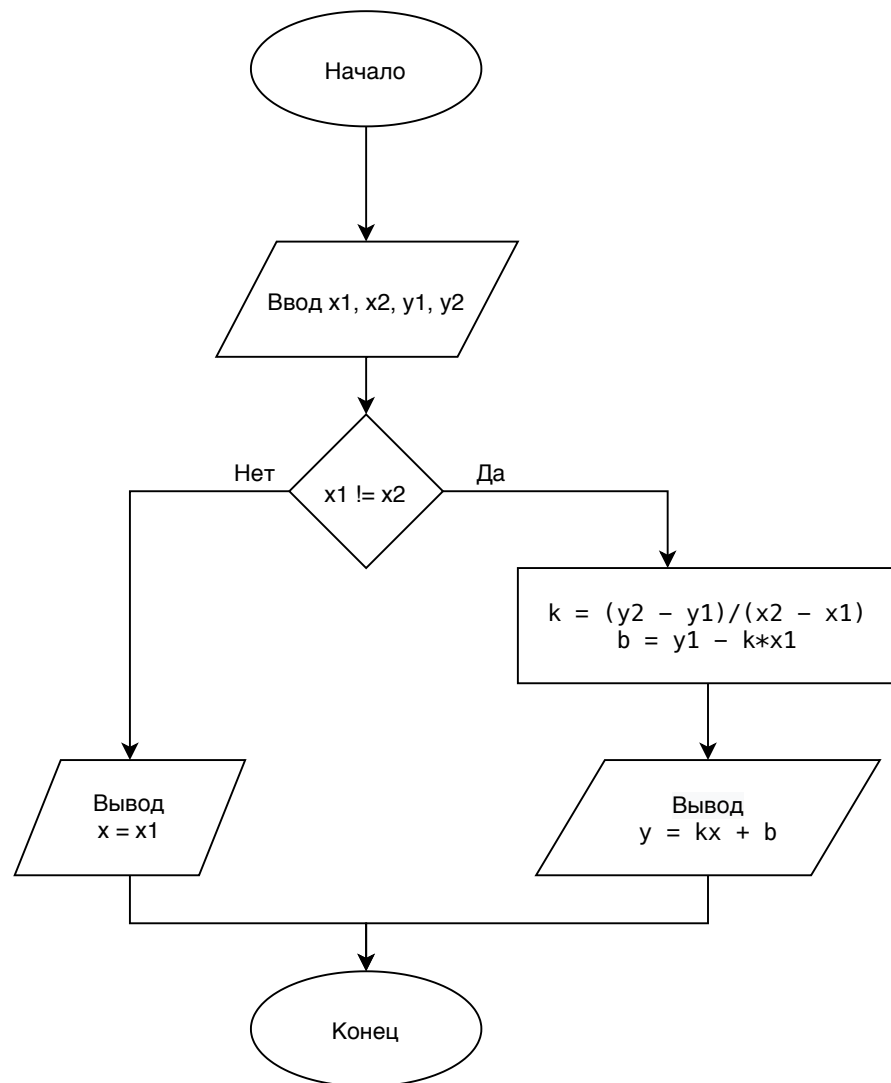 Начало
Ввод x1, x2, y1, y2
Нет
x1 != x2
Да
k = (y2 − y1)/(x2 − x1)
b = y1 − k*x1
Вывод
x = x1
Вывод
y = kx + b
Конец